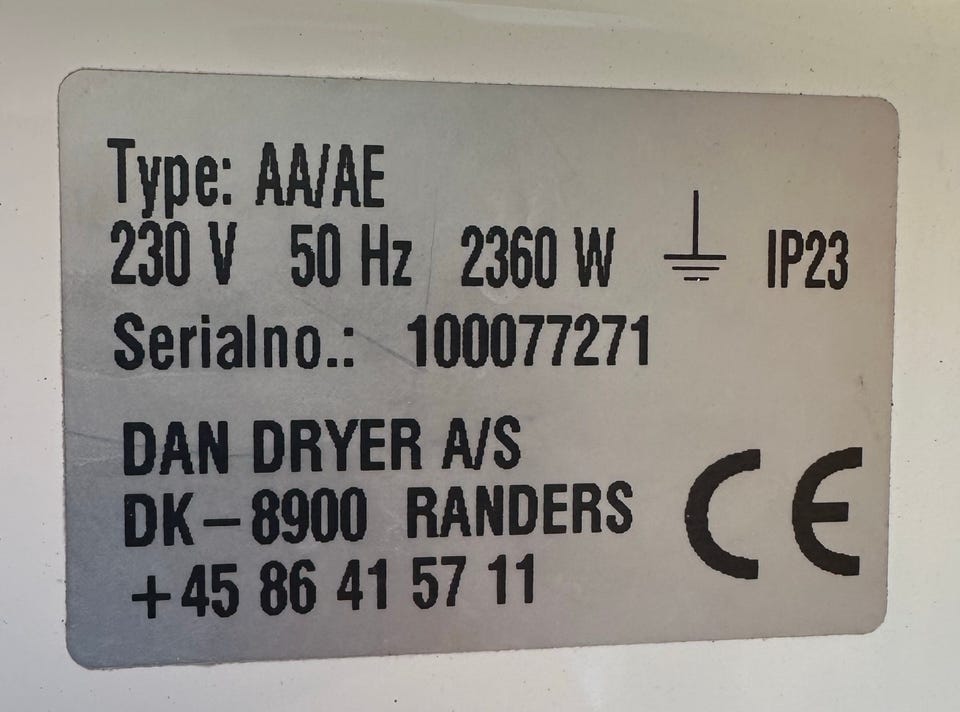 Type: AA/AE
230 V 50 Hz 2360 W IP23
Serialno.: 100077271
DAN DRYER A/S
DK-8900 RANDERS
+45 86 41 57 11
CE